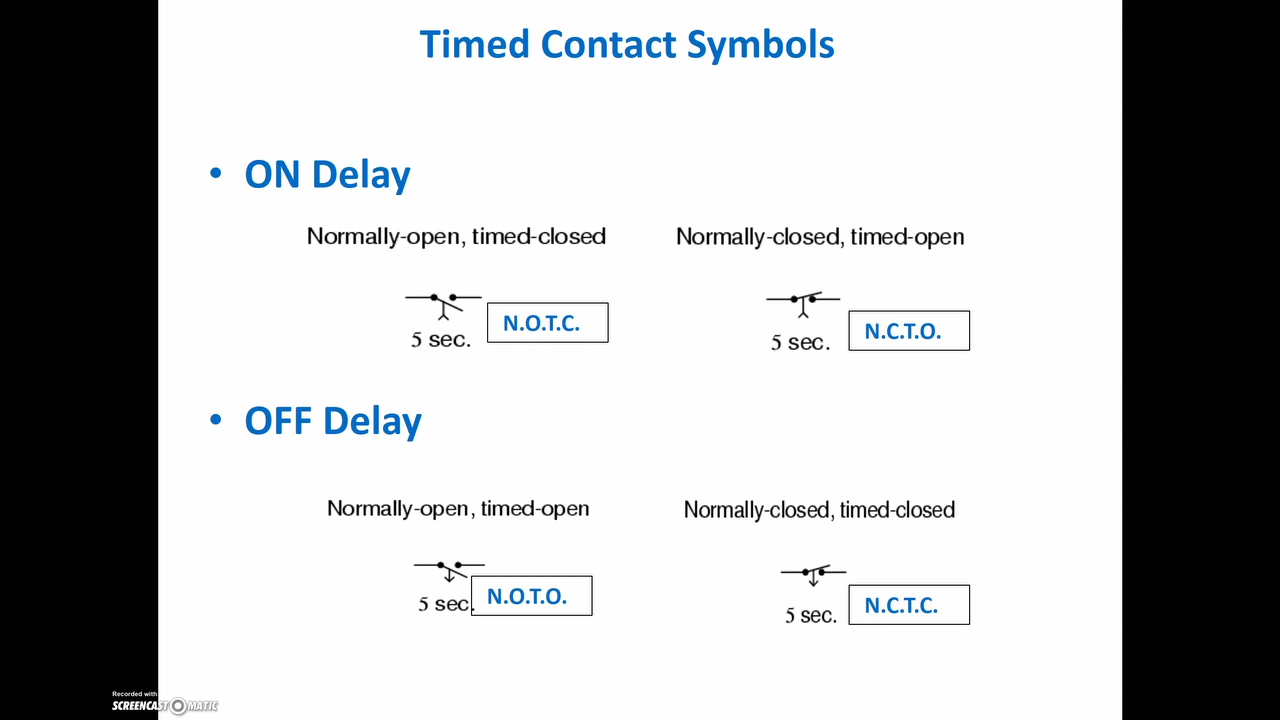 Timed Contact Symbols
• ON Delay
Normally-open, timed-closed
Normally-closed, timed-open
N.O.T.C.
5 sec.
N.C.T.O.
5 sec.
• OFF Delay
Normally-open, timed-open
Normally-closed, timed-closed
N.O.T.O.
5 sec.
N.C.T.C.
5 sec.
Recorded with
SCREENCAST-O-MATIC